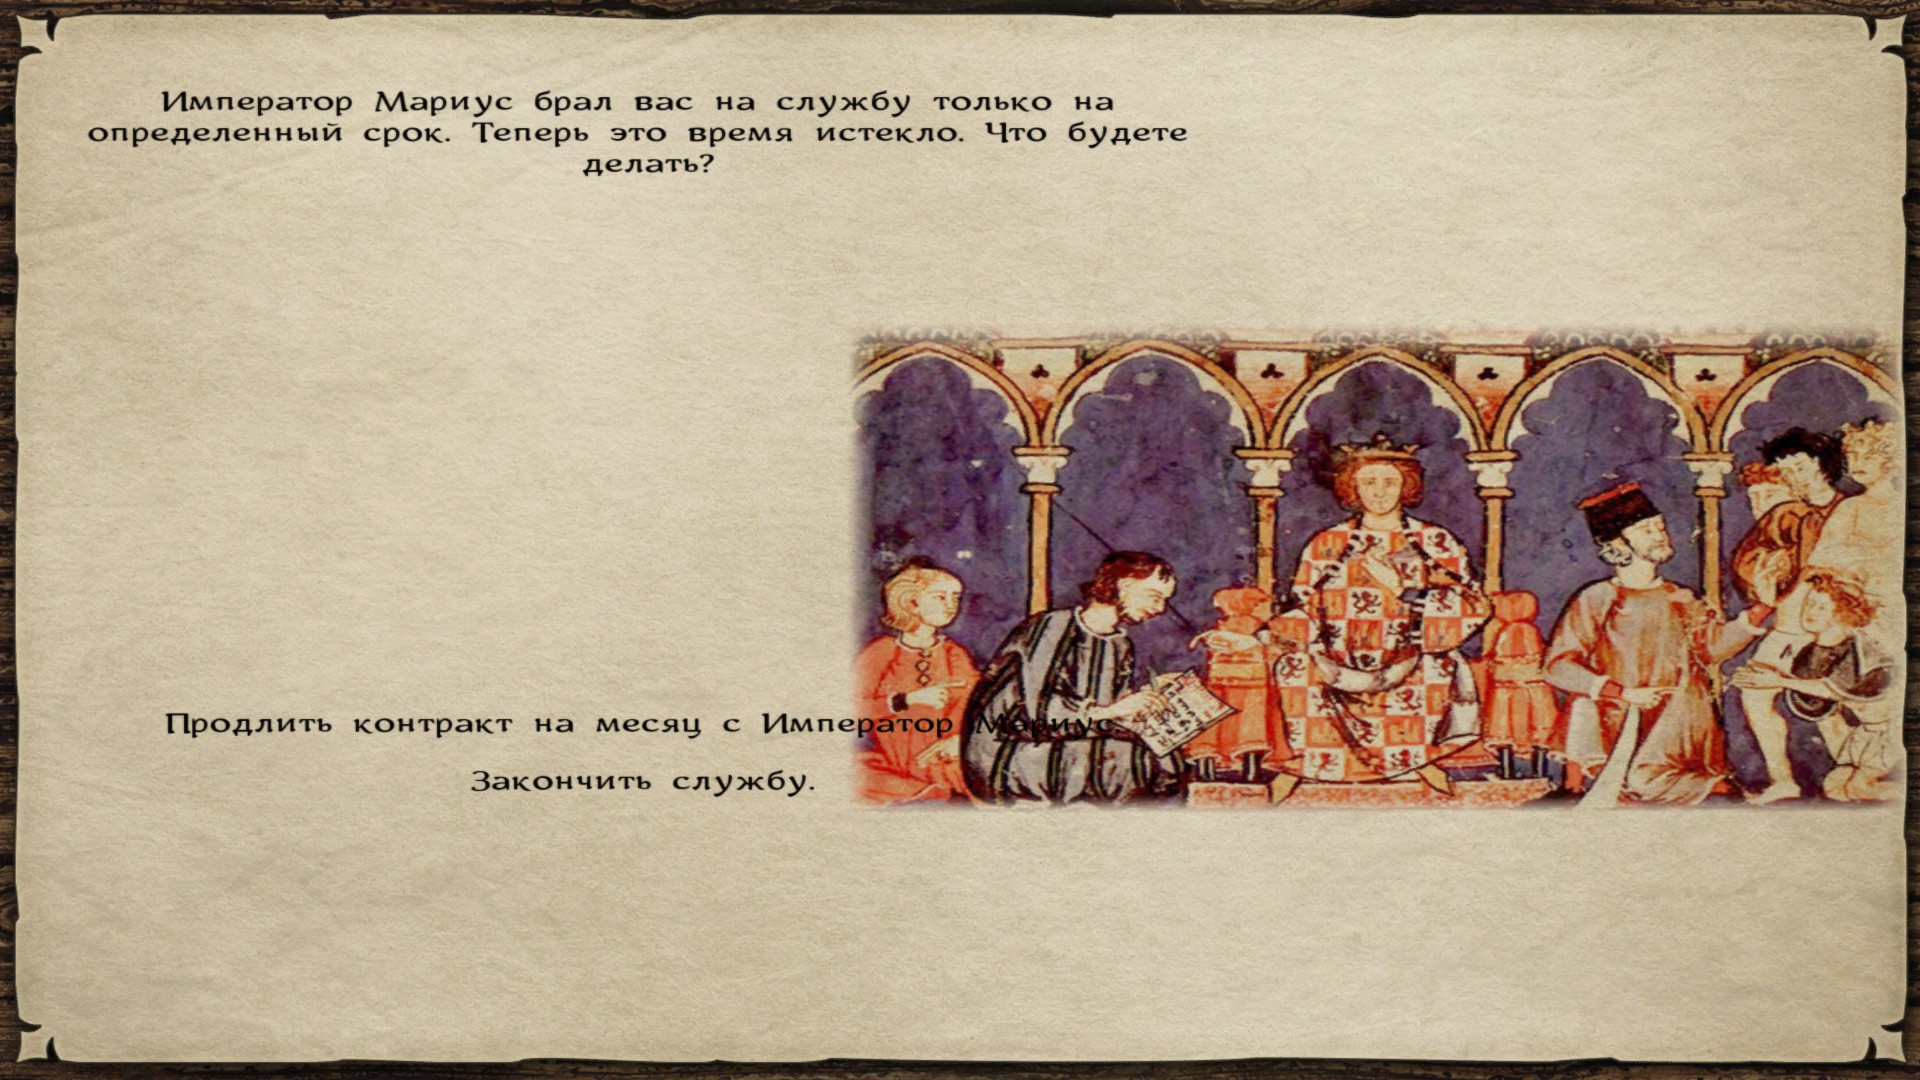 Император Мариус брал вас на службу только на
определенный срок. Теперь это время истекло. Что будете
делать?
Продлить контракт на месяц с Император Мариус.
Закончить службу.